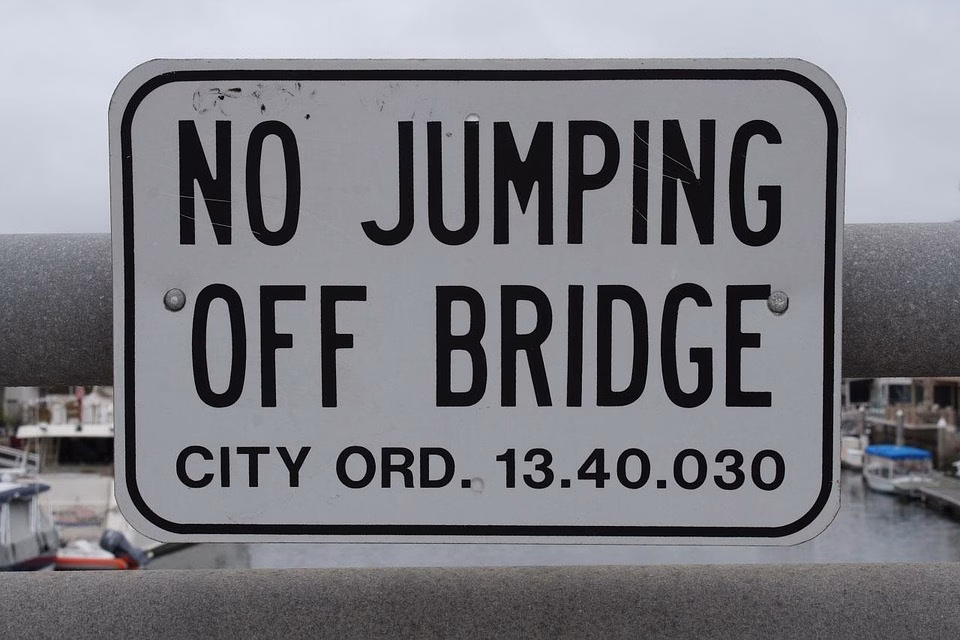 NO JUMPING
OFF BRIDGE
CITY ORD. 13.40.030